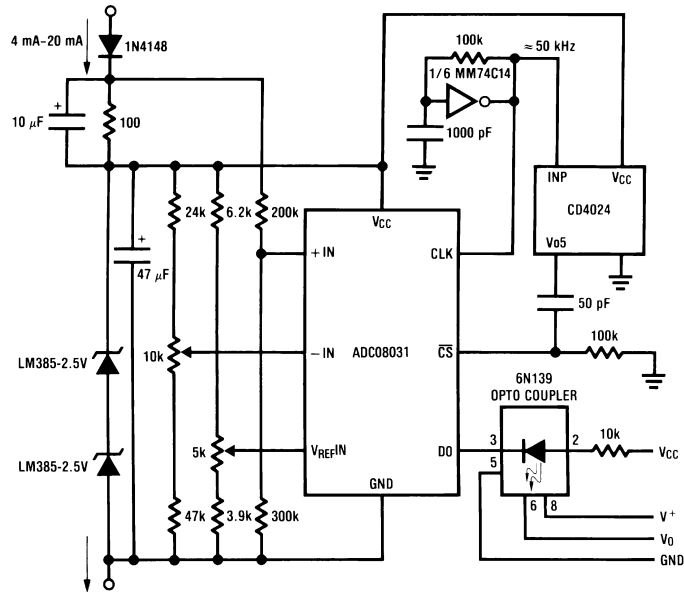 4 mA-20 mA
1N4148
100k
≈ 50 kHz
1/6 MM74C14
10 µF
+
100
1000 pF
INP
VCC
CD4024
VO5
24k
6.2k
200k
VCC
+
47 µF
+ IN
CLK
50 pF
LM385-2.5V
10k
− IN
ADC08031
CS
100k
6N139
OPTO COUPLER
LM385-2.5V
5k
VREFIN
DO
3
2
10k
VCC
5
GND
6
8
47k
3.9k
300k
V+
VO
GND